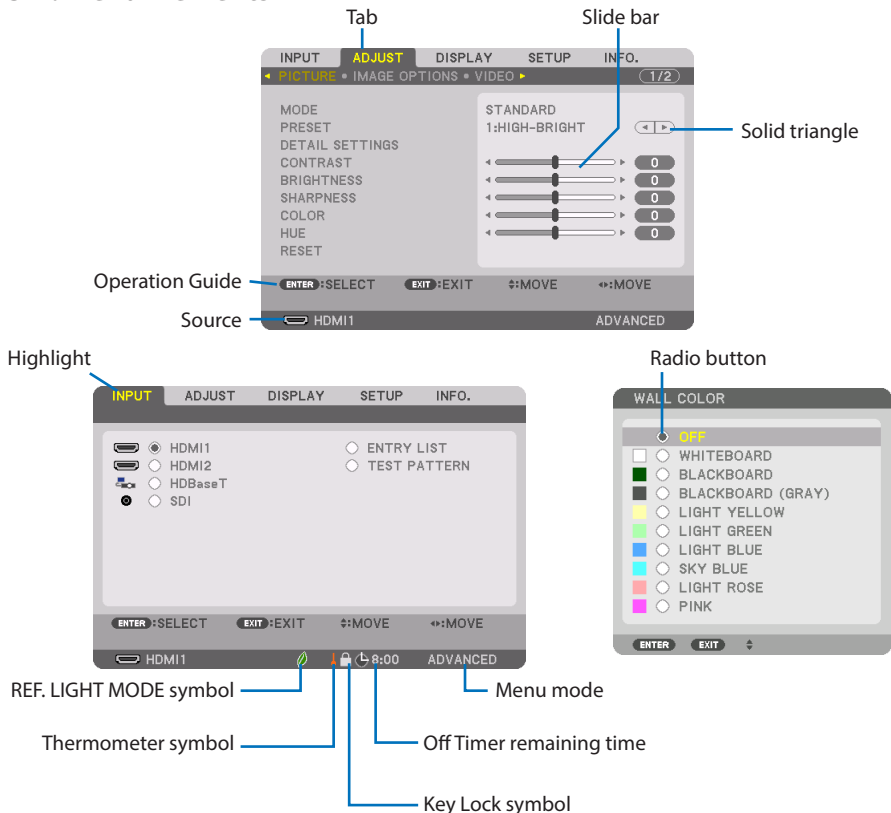 Tab
Slide bar
INPUT ADJUST DISPLAY SETUP INFO.
PICTURE • IMAGE OPTIONS • VIDEO 1/2
MODE STANDARD
PRESET 1:HIGH-BRIGHT
Solid triangle
DETAIL SETTINGS
CONTRAST 0
BRIGHTNESS 0
SHARPNESS 0
COLOR 0
HUE 0
RESET
Operation Guide
ENTER:SELECT EXIT:EXIT :MOVE :MOVE
Source
HDMI1 ADVANCED
Highlight
INPUT ADJUST DISPLAY SETUP INFO.
HDMI1 ENTRY LIST
HDMI2 TEST PATTERN
HDBaseT
SDI
ENTER:SELECT EXIT:EXIT :MOVE :MOVE
HDMI1 8:00 ADVANCED
Radio button
WALL COLOR
OFF
WHITEBOARD
BLACKBOARD
BLACKBOARD (GRAY)
LIGHT YELLOW
LIGHT GREEN
LIGHT BLUE
SKY BLUE
LIGHT ROSE
PINK
ENTER EXIT
REF. LIGHT MODE symbol
Menu mode
Thermometer symbol
Off Timer remaining time
Key Lock symbol